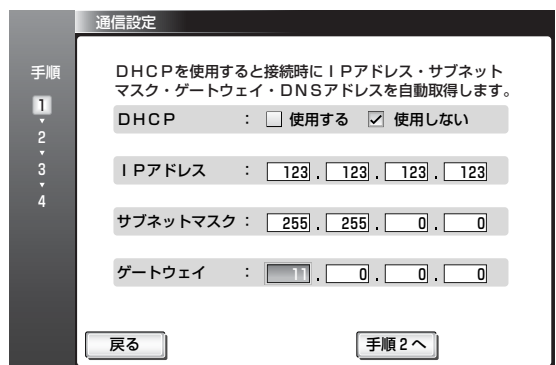 通信設定
手順
1
2
3
4
DHCPを使用すると接続時にIPアドレス・サブネット
マスク・ゲートウェイ・DNSアドレスを自動取得します。
DHCP : 使用する 使用しない
IPアドレス : 123 . 123 . 123 . 123
サブネットマスク : 255 . 255 . 0 . 0
ゲートウェイ : 11 . 0 . 0 . 0
戻る 手順2へ